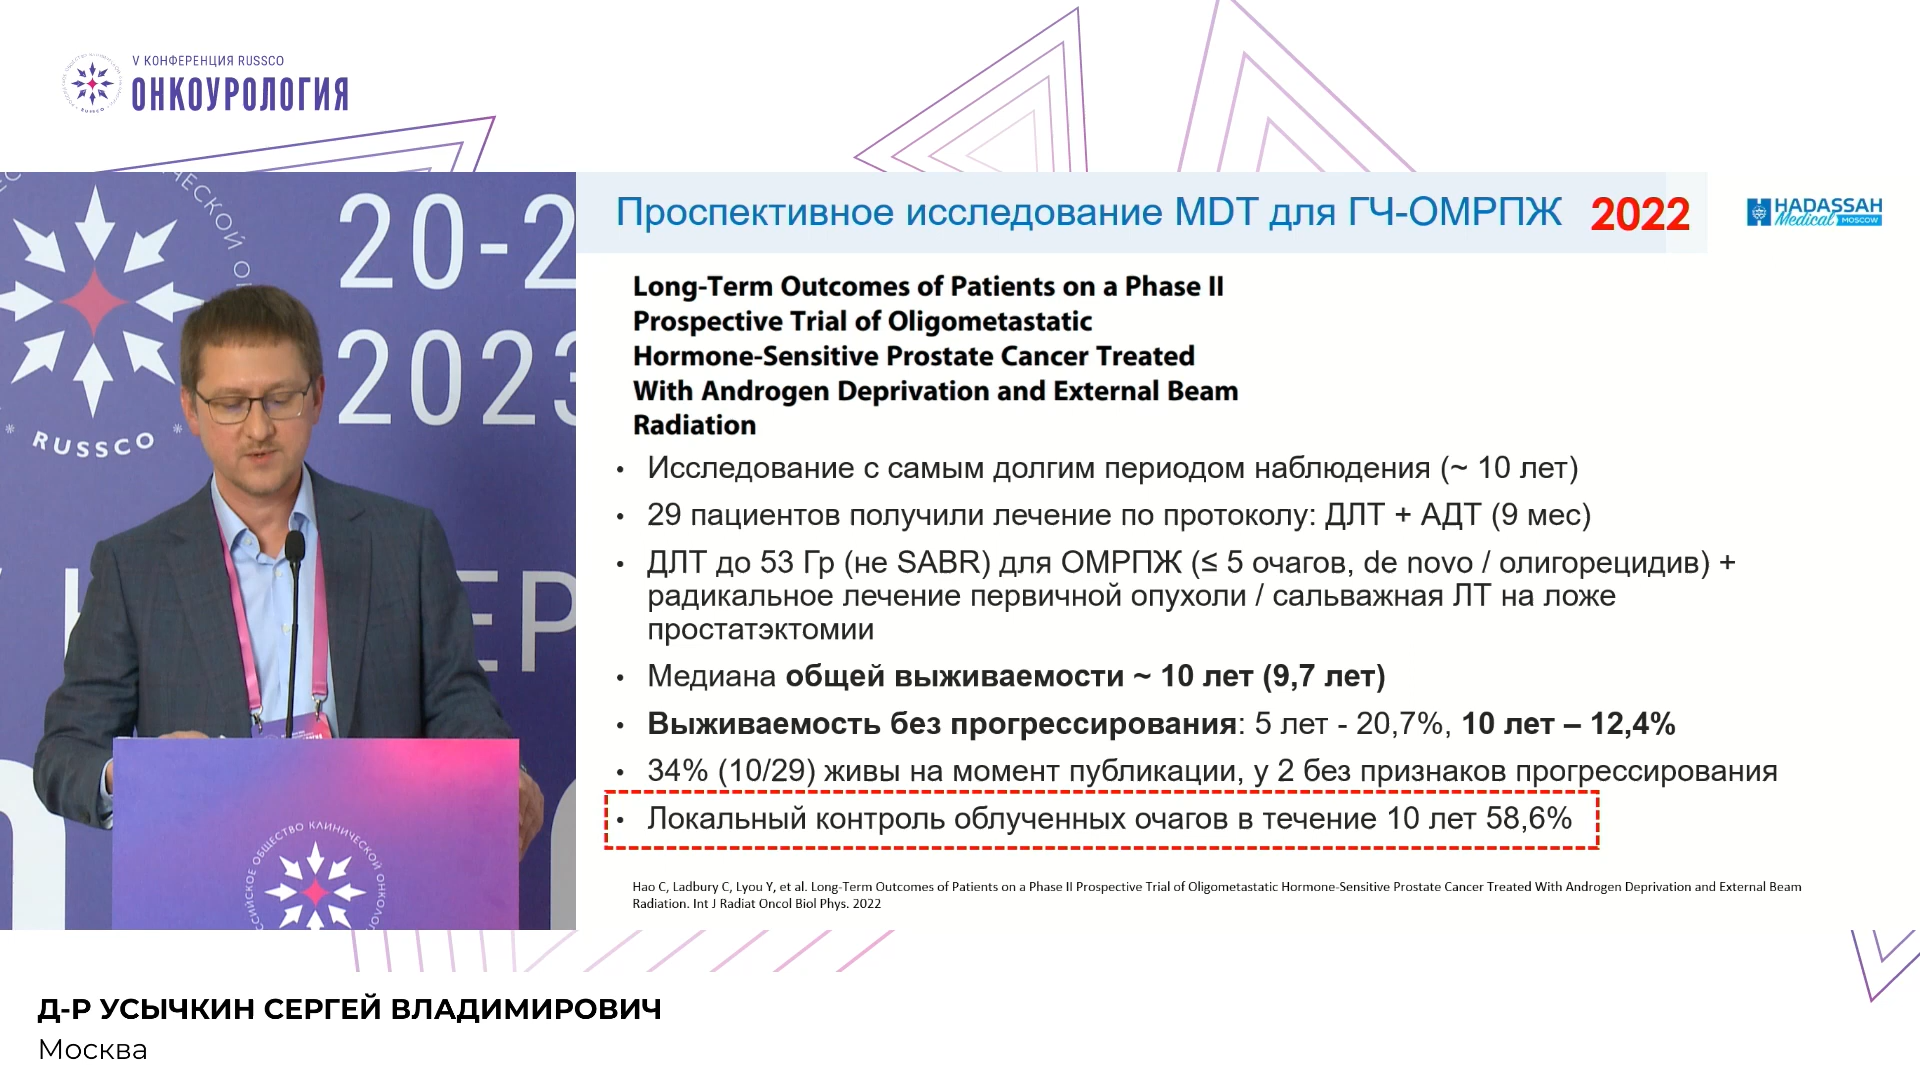 V КОНФЕРЕНЦИЯ RUSSCO
ОНКОУРОЛОГИЯ
20-2
2023
RUSSCO
Проспективное исследование MDT для ГЧ-ОМРПЖ 2022
HADASSAH
Medical MOSCOW
Long-Term Outcomes of Patients on a Phase II
Prospective Trial of Oligometastatic
Hormone-Sensitive Prostate Cancer Treated
With Androgen Deprivation and External Beam
Radiation
• Исследование с самым долгим периодом наблюдения (~ 10 лет)
• 29 пациентов получили лечение по протоколу: ДЛТ + АДТ (9 мес)
• ДЛТ до 53 Гр (не SABR) для ОМРПЖ (≤ 5 очагов, de novo / олигорецидив) +
радикальное лечение первичной опухоли / сальважная ЛТ на ложе
простатэктомии
• Медиана общей выживаемости ~ 10 лет (9,7 лет)
• Выживаемость без прогрессирования: 5 лет - 20,7%, 10 лет – 12,4%
• 34% (10/29) живы на момент публикации, у 2 без признаков прогрессирования
• Локальный контроль облученных очагов в течение 10 лет 58,6%
Hao C, Ladbury C, Lyou Y, et al. Long-Term Outcomes of Patients on a Phase II Prospective Trial of Oligometastatic Hormone-Sensitive Prostate Cancer Treated With Androgen Deprivation and External Beam
Radiation. Int J Radiat Oncol Biol Phys. 2022
Д-Р УСЫЧКИН СЕРГЕЙ ВЛАДИМИРОВИЧ
Москва